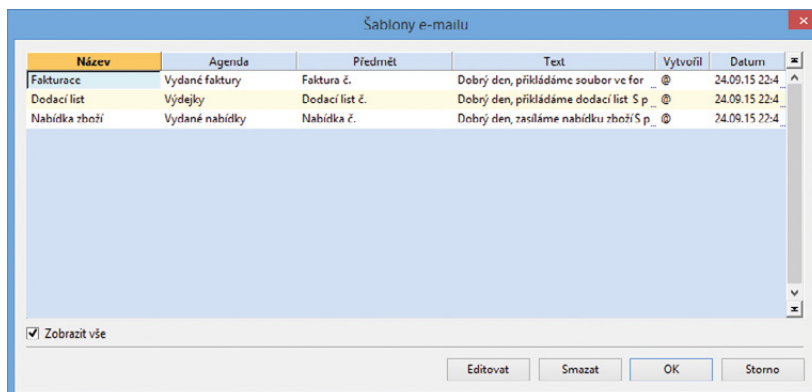 Šablony e-mailu
Název Agenda Předmět Text Vytvořil Datum
Fakturace Vydané faktury Faktura č. Dobrý den, přikládáme soubor ve for ... @ 24.09.15 22:4...
Dodací list Výdejky Dodací list č. Dobrý den, přikládáme dodací list S p... @ 24.09.15 22:4...
Nabídka zboží Vydané nabídky Nabídka č. Dobrý den, zasíláme nabídku zboží S p... @ 24.09.15 22:4...
Zobrazit vše
Editovat Smazat OK Storno